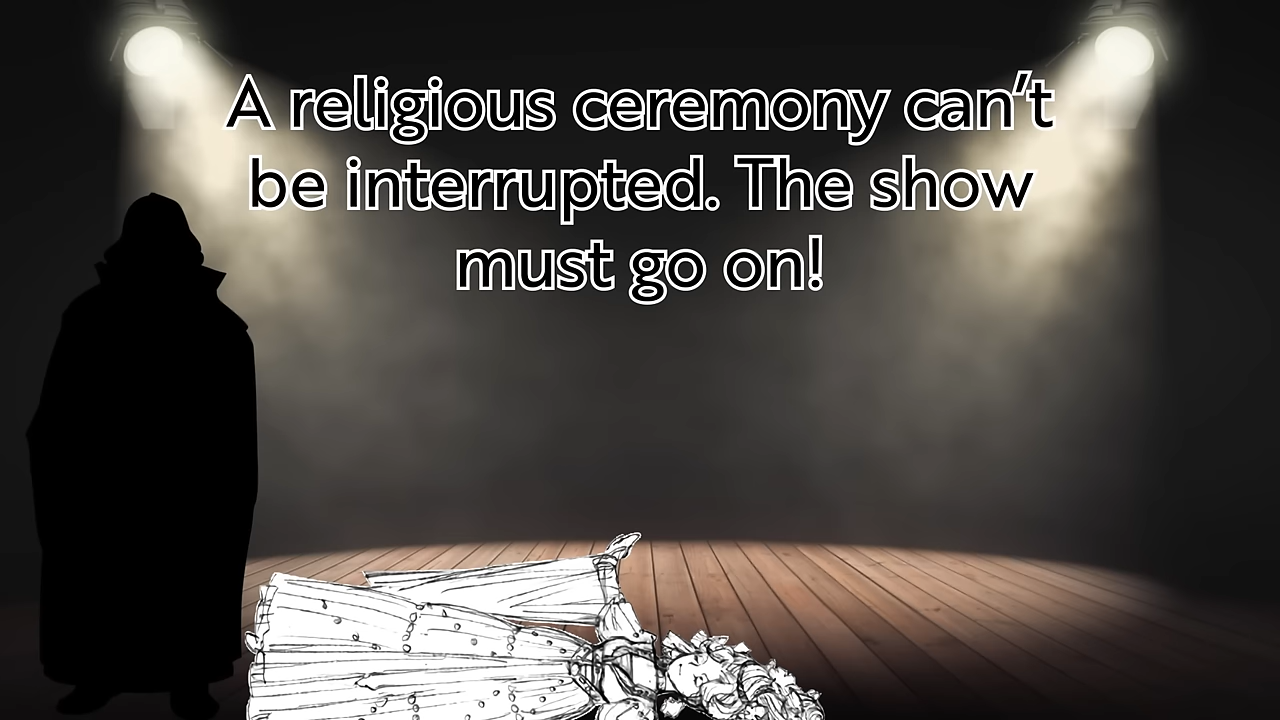 A religious ceremony can’t
be interrupted. The show
must go on!